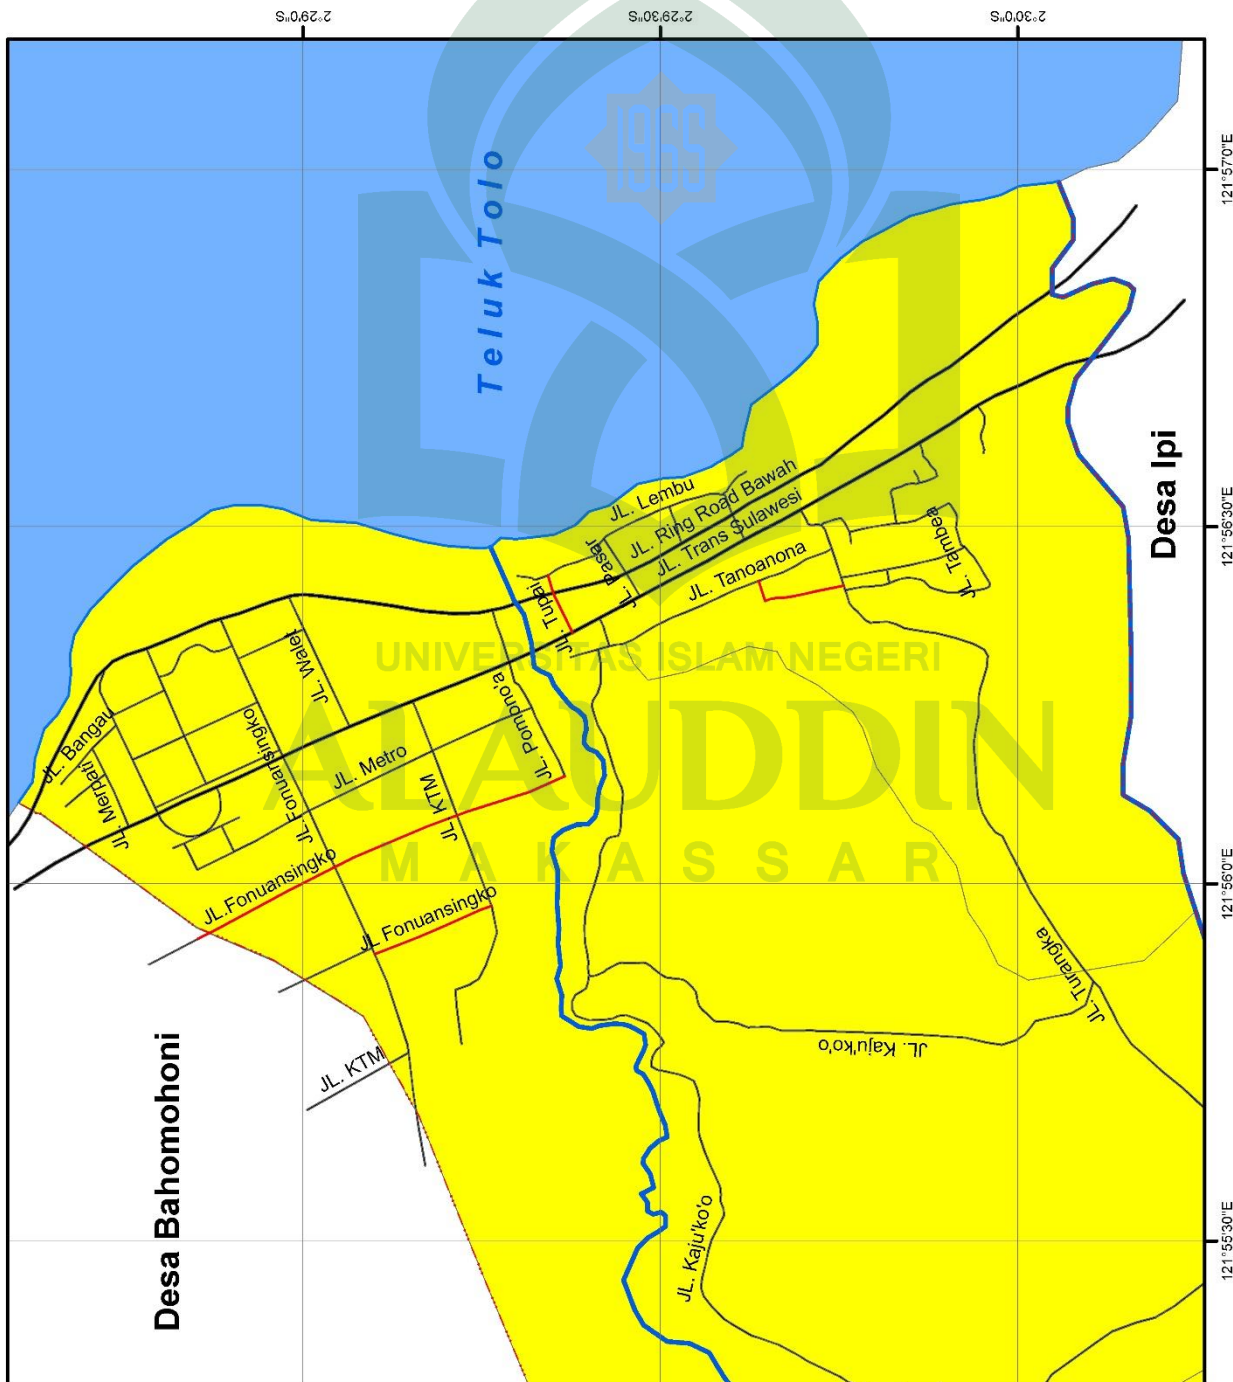 2°29'0"S
2°29'30"S
2°30'0"S
1965
121°57'0"E
Teluk Tolo
Desa Ipi
121°56'30"E
JL. Lembu
JL. Ring Road Bawah
JL. Trans Sulawesi
JL. Pasar
JL. Tanoanona
JL. Tambea
JL. Tupai
JL. Walet
UNIVERSITAS ISLAM NEGERI
ALAUDDIN
MAKASSAR
JL. Bangau
JL. Merpati
JL. Fonuansingko
JL. Metro
JL. Pomono'a
JL. KTM
JL.Fonuansingko
JL Fonuansingko
121°56'0"E
JL. Turangka
JL. Kaju'ko'o
JL. KTM
Desa Bahomohoni
JL. Kaju'ko'o
121°55'30"E